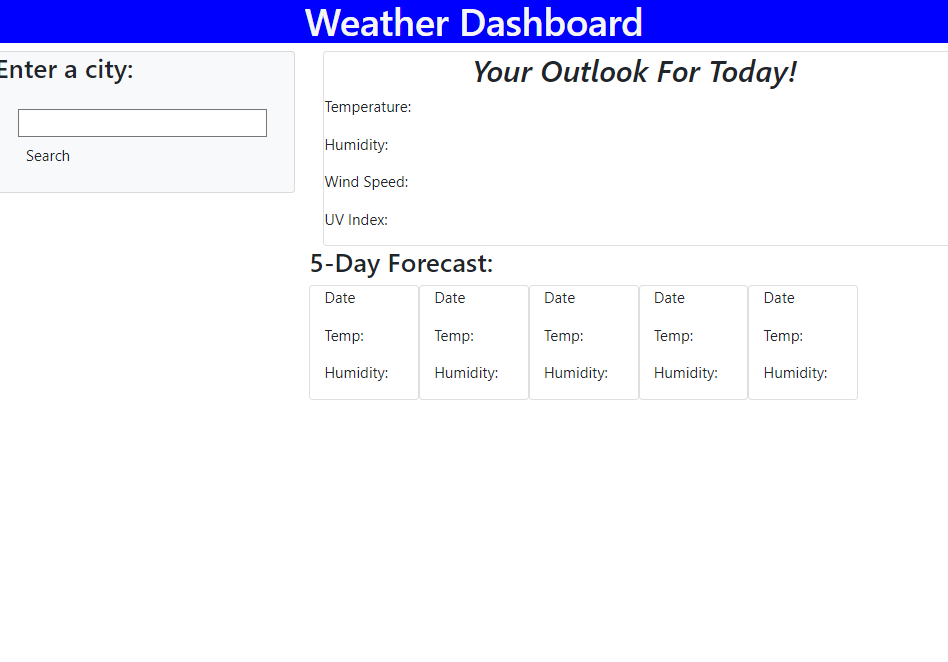 Weather Dashboard
Enter a city:
Search
Your Outlook For Today!
Temperature:
Humidity:
Wind Speed:
UV Index:
5-Day Forecast:
Date Date Date Date Date
Temp: Temp: Temp: Temp: Temp:
Humidity: Humidity: Humidity: Humidity: Humidity: